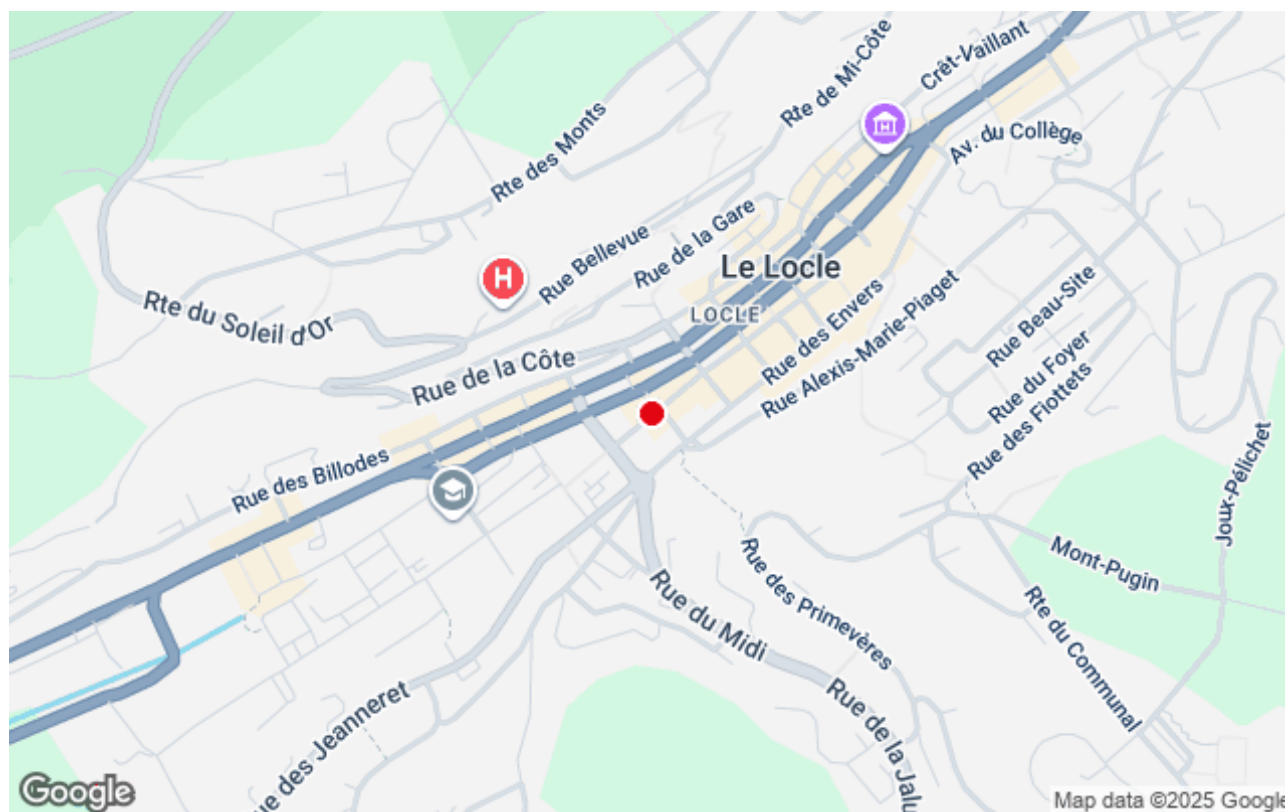 Crêt-Vaillant
Rte de Mi-Côte
Av. du Collège
Rte des Monts
Rue de la Gare
Rue Bellevue
H
Le Locle
LOCLE
Rte du Soleil d'Or
Rue des Envers
Rue Alexis-Marie-Piaget
Rue Beau-Site
Rue du Foyer
Rue des Fiottets
Rue de la Côte
Rue des Billodes
Joux-Pélichet
Mont-Pugin
Rue des Primevères
Rte du Communal
Rue du Midi
Rue de la Jalu
ue des Jeanneret
Google
Map data ©2025 Google